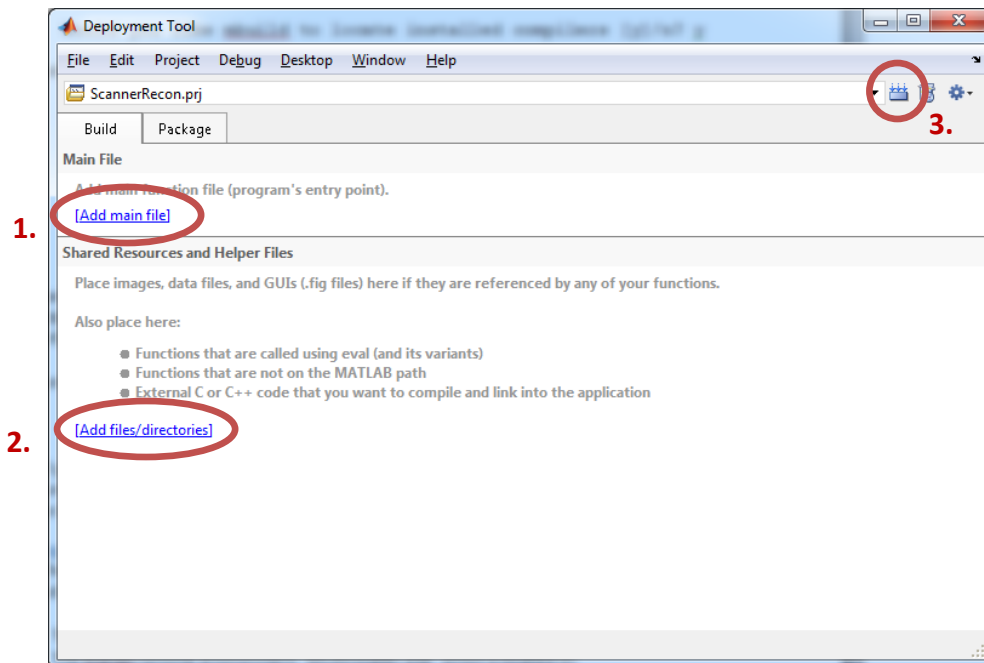 Deployment Tool
File Edit Project Debug Desktop Window Help
ScannerRecon.prj
3.
Build Package
Main File
Add main function file (program's entry point).
1.
[Add main file]
Shared Resources and Helper Files
Place images, data files, and GUIs (.fig files) here if they are referenced by any of your functions.
Also place here:
Functions that are called using eval (and its variants)
Functions that are not on the MATLAB path
External C or C++ code that you want to compile and link into the application
2.
[Add files/directories]